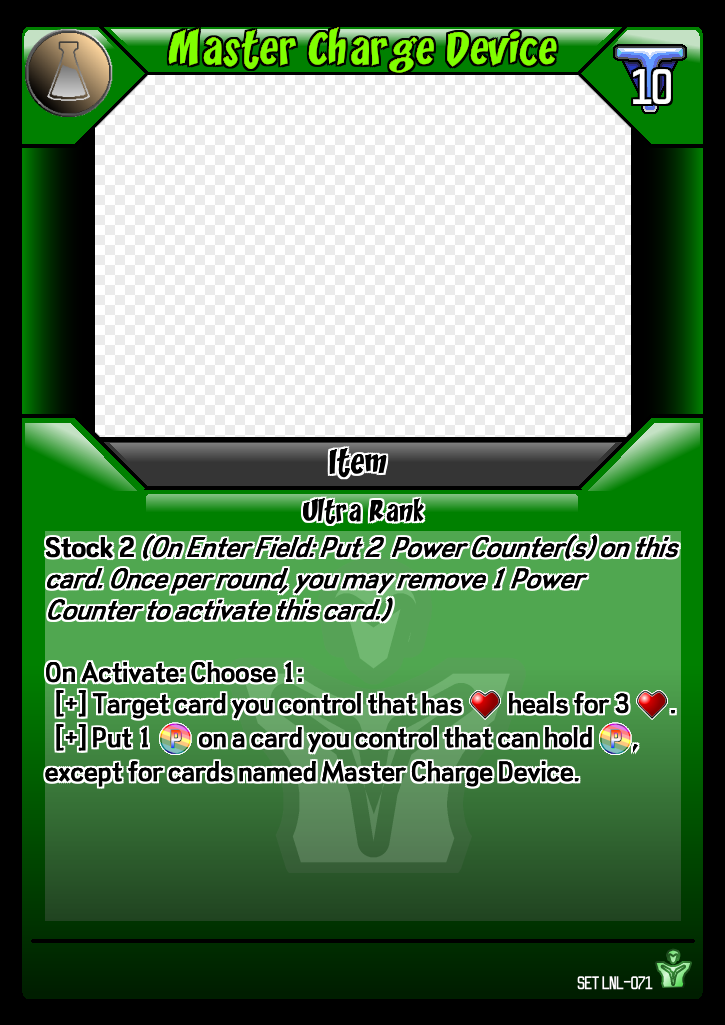 Master Charge Device
10
Item
Ultra Rank
Stock 2 (On Enter Field: Put 2 Power Counter(s) on this
card. Once per round, you may remove 1 Power
Counter to activate this card.)
On Activate: Choose 1:
[+] Target card you control that has heals for 3 .
[+] Put 1 P on a card you control that can hold P,
except for cards named Master Charge Device.
SET LNL-071